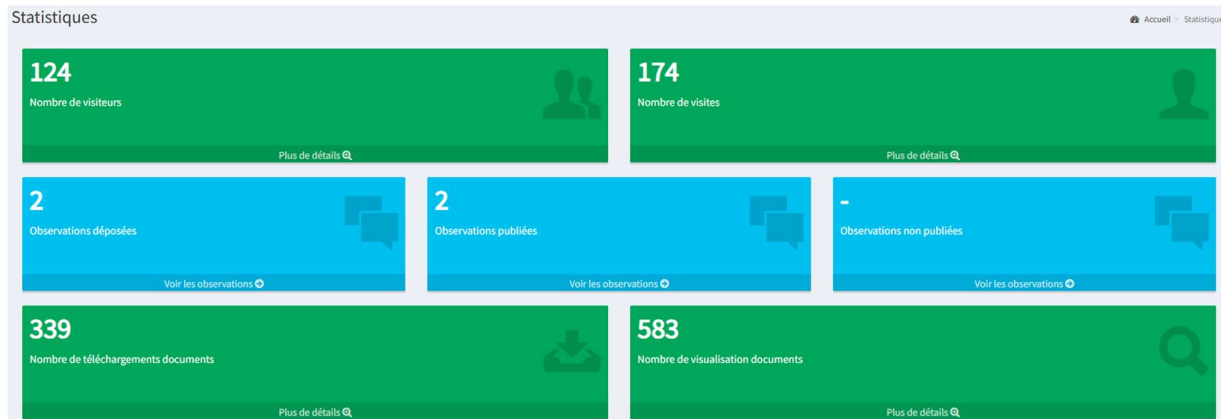 Statistiques
Accueil > Statistique
124
Nombre de visiteurs
Plus de détails
174
Nombre de visites
Plus de détails
2
Observations déposées
Voir les observations
2
Observations publiées
Voir les observations
-
Observations non publiées
Voir les observations
339
Nombre de téléchargements documents
Plus de détails
583
Nombre de visualisation documents
Plus de détails